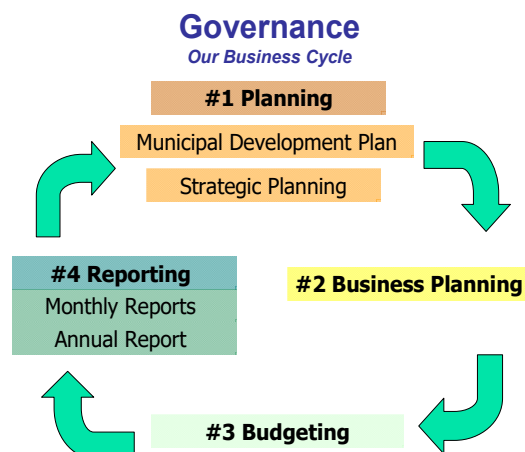 Governance
Our Business Cycle
#1 Planning
Municipal Development Plan
Strategic Planning
#2 Business Planning
#3 Budgeting
#4 Reporting
Monthly Reports
Annual Report